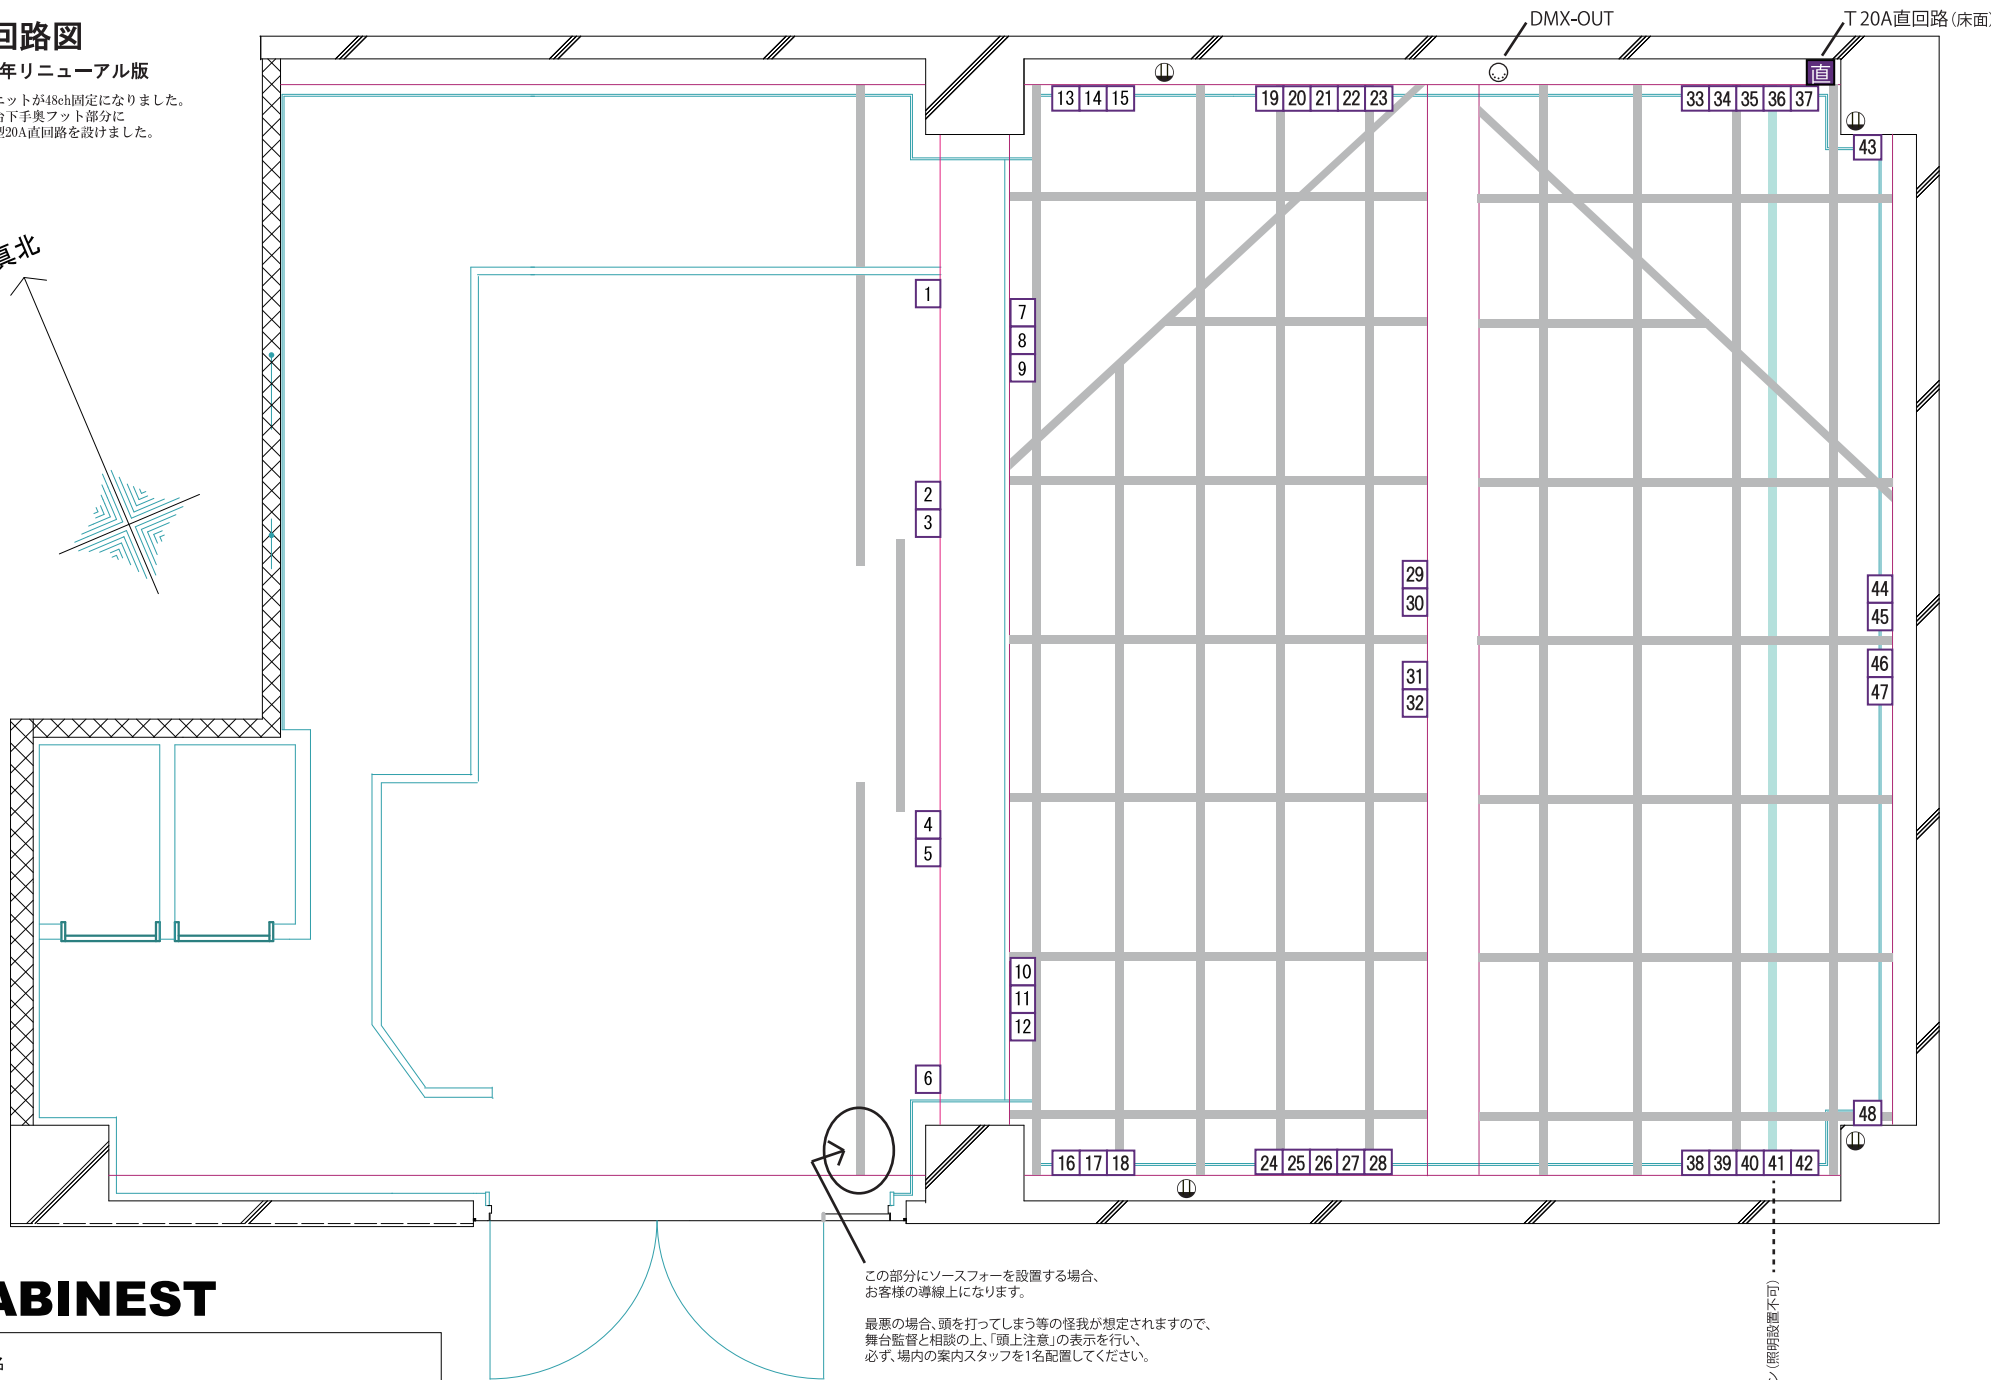 回路図
年リニューアル版
ニットが48ch固定になりました。
台下手奥フット部分に
型20A直回路を設けました。
真北
DMX-OUT
T 20A直回路(床面)
直
13 14 15
19 20 21 22 23
33 34 35 36 37
43
1
7
8
9
2
3
29
30
44
45
31
32
46
47
4
5
10
11
12
6
48
16 17 18
24 25 26 27 28
38 39 40 41 42
この部分にソースフォーを設置する場合、
お客様の導線上になります。
最悪の場合、頭を打ってしまう等の怪我が想定されますので、
舞台監督と相談の上、「頭上注意」の表示を行い、
必ず、場内の案内スタッフを1名配置してください。
ABINEST
名
ン(照明設置不可)